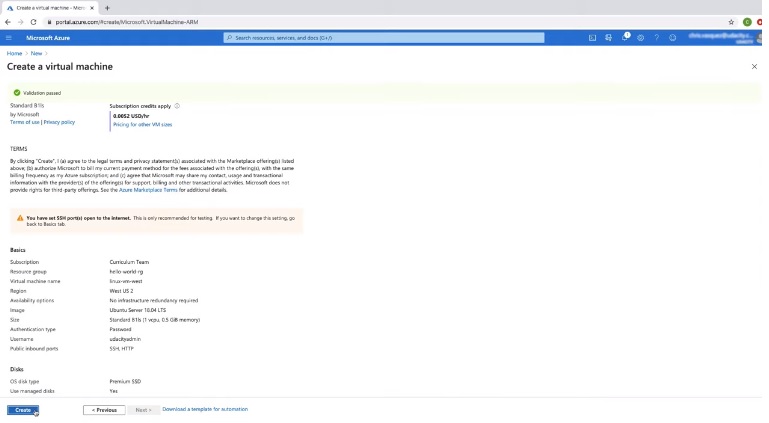 Create a virtual machine - Micro
portal.azure.com/#create/Microsoft.VirtualMachine-ARM
Microsoft Azure
Search resources, services, and docs (G+/)
1
Home > New >
Create a virtual machine
Validation passed
Standard B1ls
by Microsoft
Terms of use | Privacy policy
Subscription credits apply
0.0052 USD/hr
Pricing for other VM sizes
TERMS
By clicking "Create", I (a) agree to the legal terms and privacy statement(s) associated with the Marketplace offering(s) listed
above; (b) authorize Microsoft to bill my current payment method for the fees associated with the offering(s), with the same
billing frequency as my Azure subscription; and (c) agree that Microsoft may share my contact, usage and transactional
information with the provider(s) of the offering(s) for support, billing and other transactional activities. Microsoft does not
provide rights for third-party offerings. See the Azure Marketplace Terms for additional details.
You have set SSH port(s) open to the internet. This is only recommended for testing. If you want to change this setting, go
back to Basics tab.
Basics
Subscription Curriculum Team
Resource group hello-world-rg
Virtual machine name linux-vm-west
Region West US 2
Availability options No infrastructure redundancy required
Image Ubuntu Server 18.04 LTS
Size Standard B1ls (1 vcpu, 0.5 GiB memory)
Authentication type Password
Username udacityadmin
Public inbound ports SSH, HTTP
Disks
OS disk type Premium SSD
Use managed disks Yes
Create
< Previous
Next >
Download a template for automation